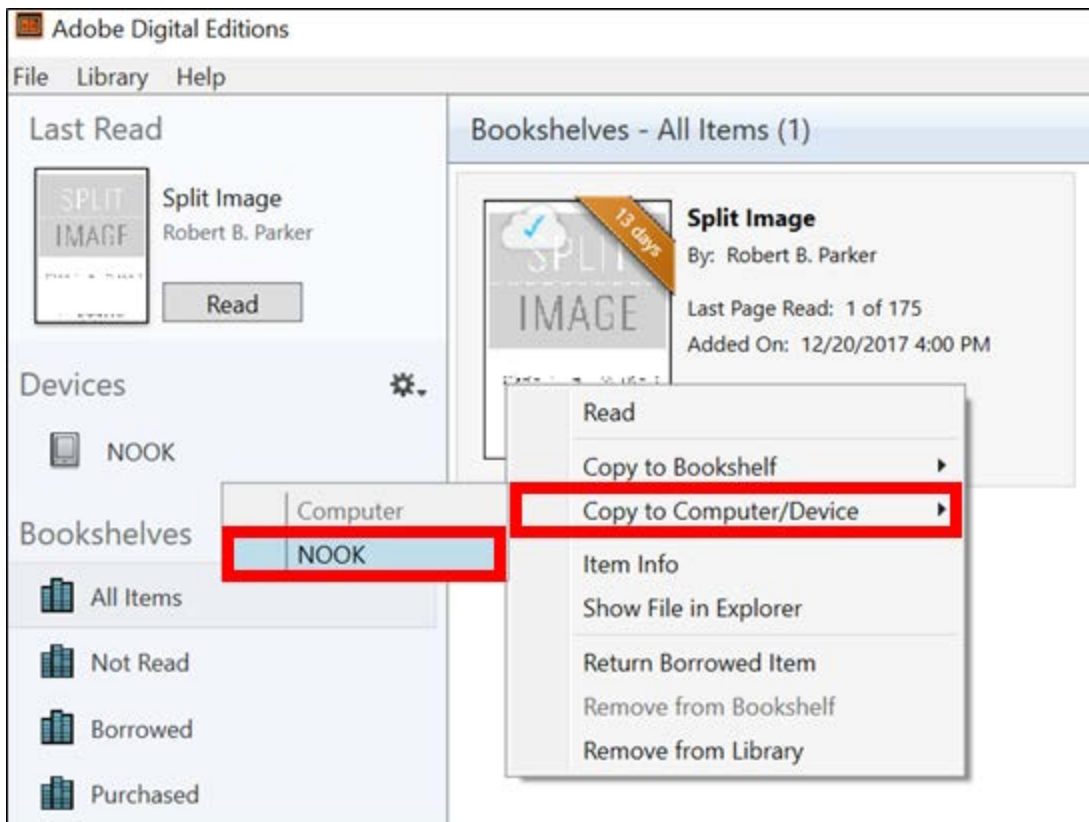 Adobe Digital Editions
File Library Help
Last Read
SPLIT
IMAGE
Split Image
Robert B. Parker
Read
Devices
NOOK
Bookshelves
All Items
Not Read
Borrowed
Purchased
Bookshelves - All Items (1)
13 days
SPLIT
IMAGE
Split Image
By: Robert B. Parker
Last Page Read: 1 of 175
Added On: 12/20/2017 4:00 PM
Read
Copy to Bookshelf
Copy to Computer/Device
Computer
NOOK
Item Info
Show File in Explorer
Return Borrowed Item
Remove from Bookshelf
Remove from Library